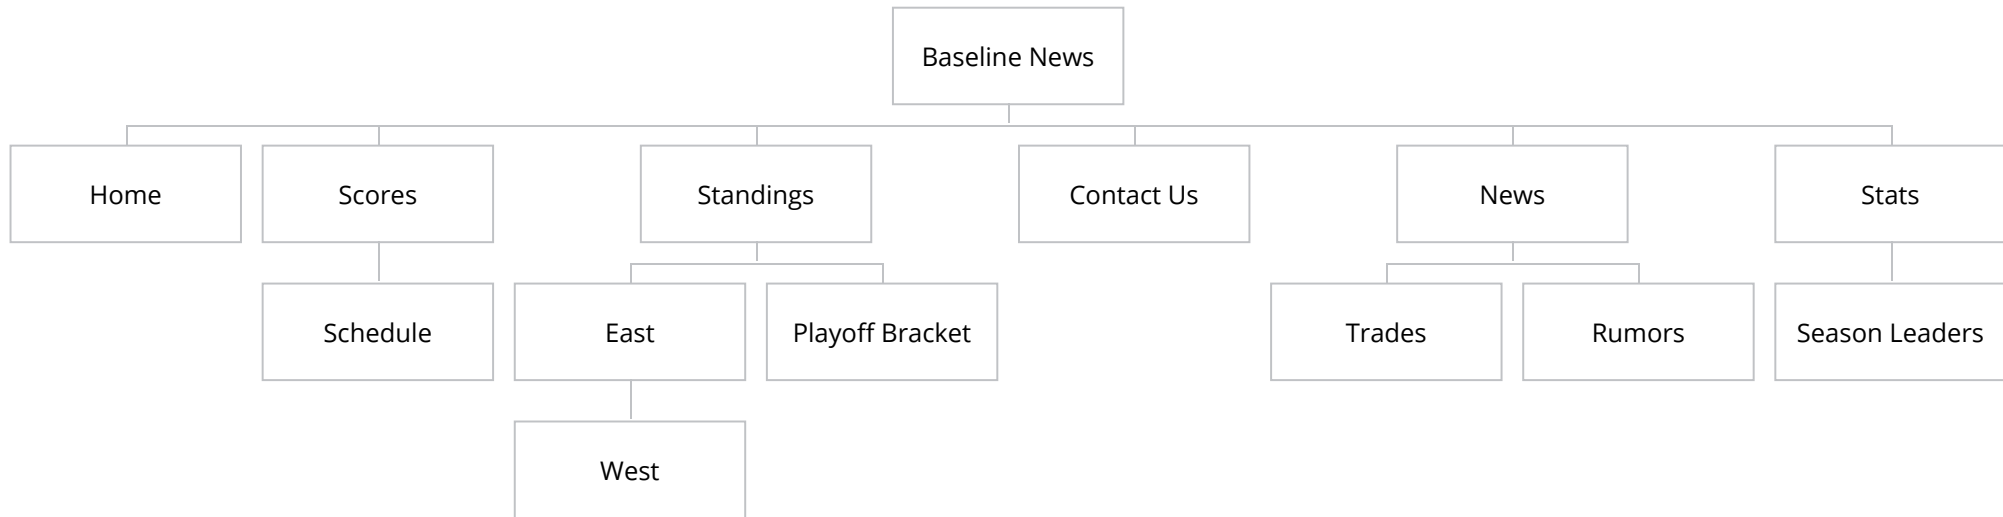 Baseline News
Home
Scores
Standings
Contact Us
News
Stats
Schedule
East
Playoff Bracket
Trades
Rumors
Season Leaders
West